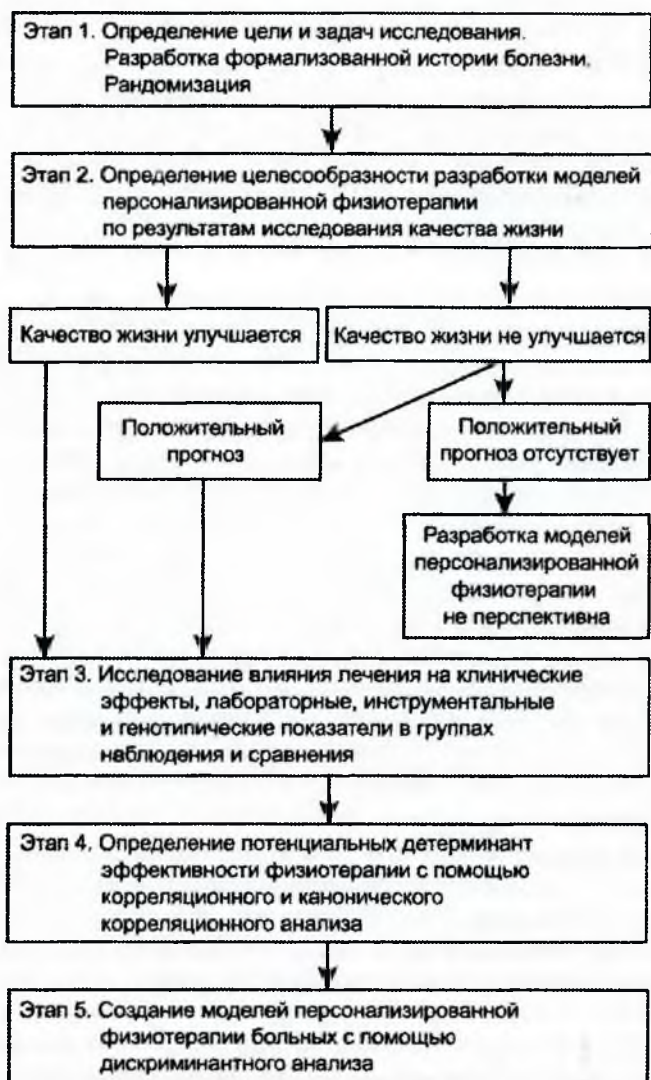 Этап 1. Определение цели и задач исследования.
Разработка формализованной истории болезни.
Рандомизация
Этап 2. Определение целесообразности разработки моделей
персонализированной физиотерапии
по результатам исследования качества жизни
Качество жизни улучшается
Качество жизни не улучшается
Положительный
прогноз
Положительный
прогноз отсутствует
Разработка моделей
персонализированной
физиотерапии
не перспективна
Этап 3. Исследование влияния лечения на клинические
эффекты, лабораторные, инструментальные
и генотипические показатели в группах
наблюдения и сравнения
Этап 4. Определение потенциальных детерминант
эффективности физиотерапии с помощью
корреляционного и канонического
корреляционного анализа
Этап 5. Создание моделей персонализированной
физиотерапии больных с помощью
дискриминантного анализа